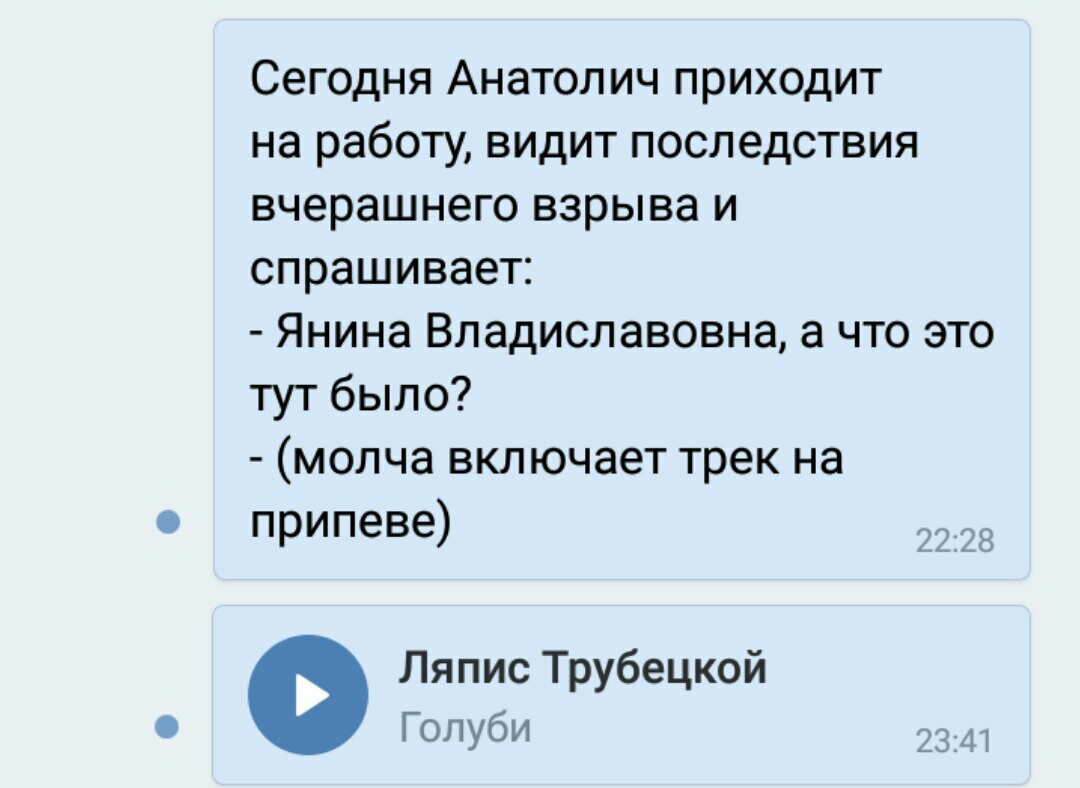 Сегодня Анатолич приходит
на работу, видит последствия
вчерашнего взрыва и
спрашивает:
- Янина Владиславовна, а что это
тут было?
- (молча включает трек на
припеве)
22:28
Ляпис Трубецкой
Голуби
23:41